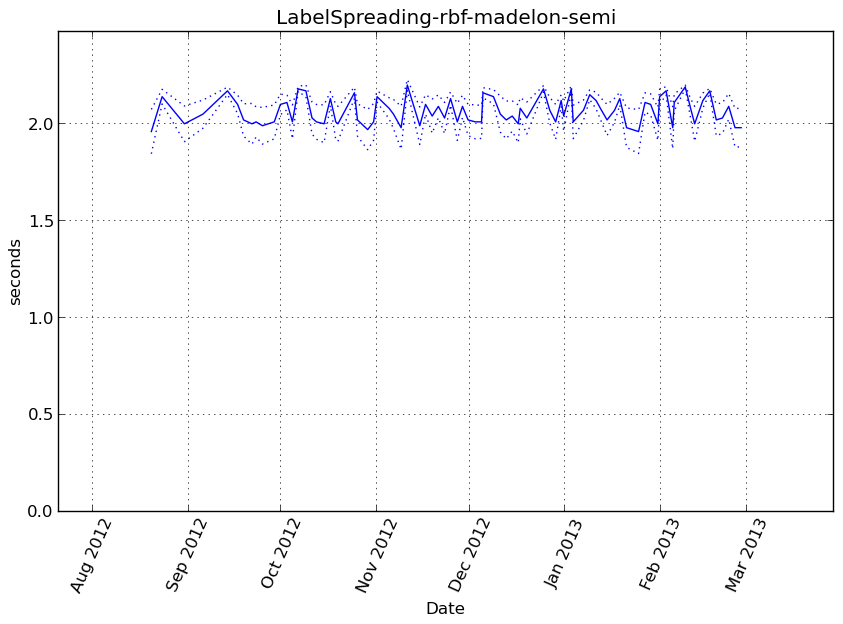 LabelSpreading-rbf-madelon-semi
2.0
1.5
1.0
0.5
0.0
seconds
Aug 2012
Sep 2012
Oct 2012
Nov 2012
Dec 2012
Jan 2013
Feb 2013
Mar 2013
Date